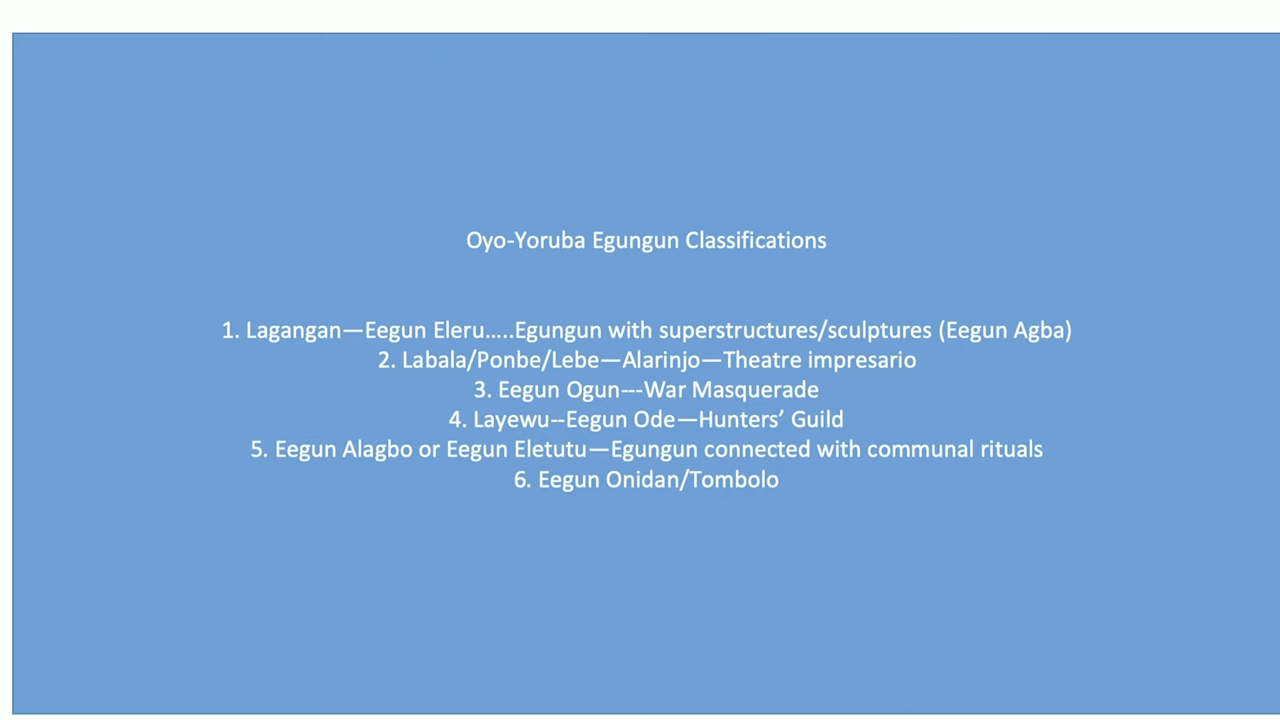 Oyo-Yoruba Egungun Classifications
1. Lagangan—Eegun Eleru…..Egungun with superstructures/sculptures (Eegun Agba)
2. Labala/Ponbe/Lebe—Alarinjo—Theatre impresario
3. Eegun Ogun---War Masquerade
4. Layewu--Eegun Ode—Hunters’ Guild
5. Eegun Alagbo or Eegun Eletutu—Egungun connected with communal rituals
6. Eegun Onidan/Tombolo